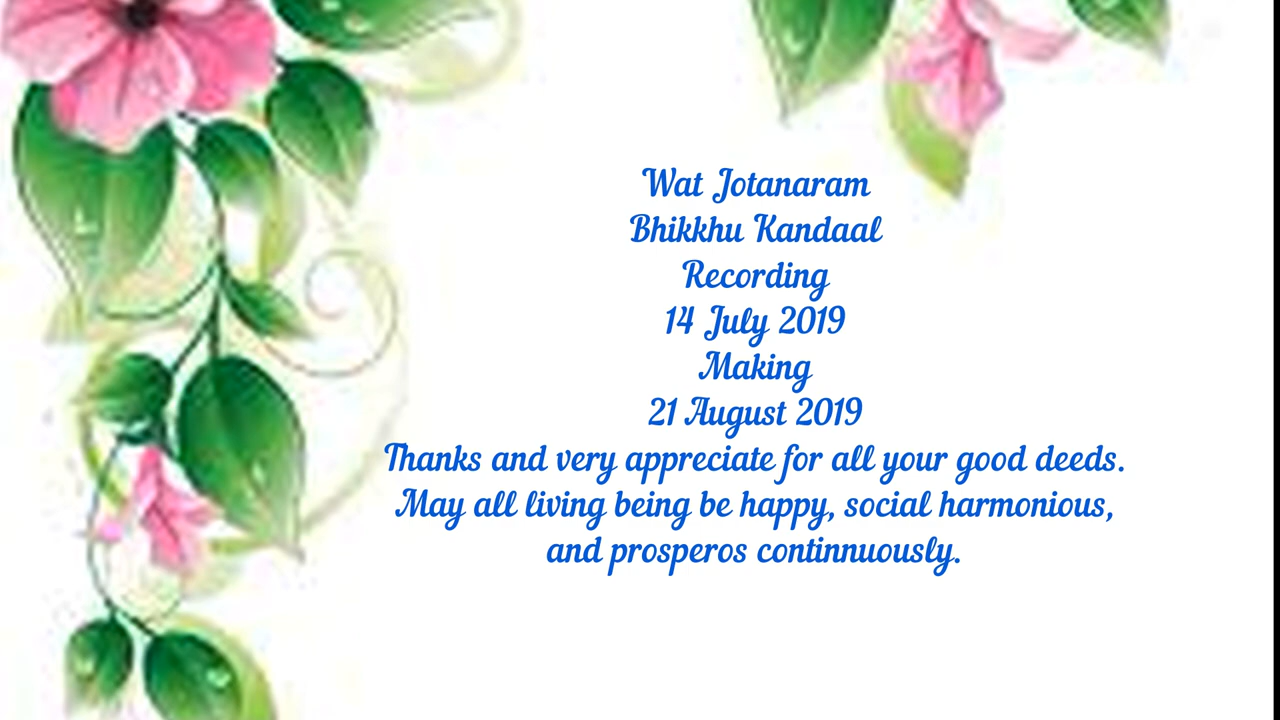 Wat Jotanaram
Bhikkhu Kandaal
Recording
14 July 2019
Making
21 August 2019
Thanks and very appreciate for all your good deeds.
May all living being be happy, social harmonious,
and prosperos continnuously.